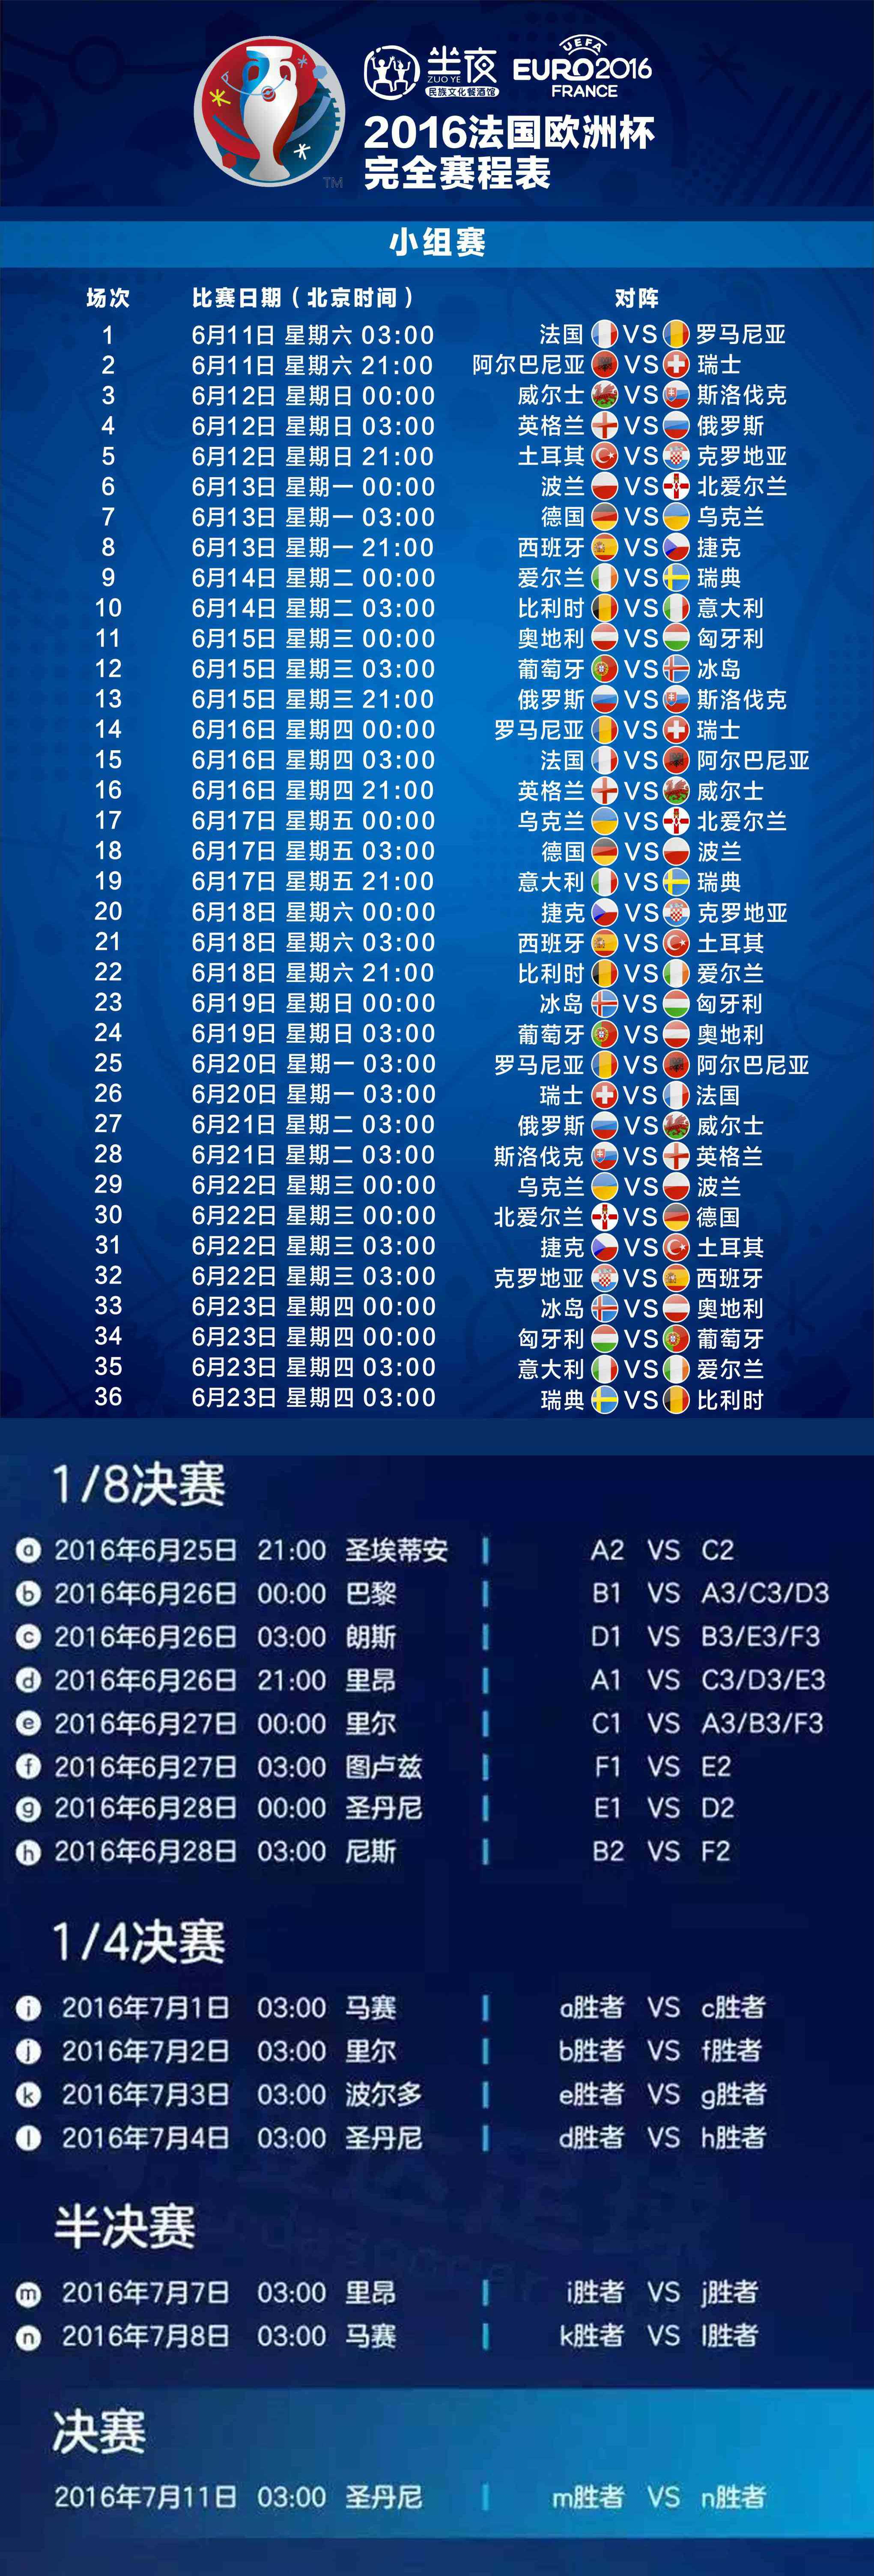 坐夜
ZUO YE
民族文化餐酒馆
UEFA
EURO2016
FRANCE
2016法国欧洲杯
完全赛程表
TM
小组赛
场次 比赛日期（北京时间） 对阵
1 6月11日 星期六 03:00 法国 VS 罗马尼亚
2 6月11日 星期六 21:00 阿尔巴尼亚 VS 瑞士
3 6月12日 星期日 00:00 威尔士 VS 斯洛伐克
4 6月12日 星期日 03:00 英格兰 VS 俄罗斯
5 6月12日 星期日 21:00 土耳其 VS 克罗地亚
6 6月13日 星期一 00:00 波兰 VS 北爱尔兰
7 6月13日 星期一 03:00 德国 VS 乌克兰
8 6月13日 星期一 21:00 西班牙 VS 捷克
9 6月14日 星期二 00:00 爱尔兰 VS 瑞典
10 6月14日 星期二 03:00 比利时 VS 意大利
11 6月15日 星期三 00:00 奥地利 VS 匈牙利
12 6月15日 星期三 03:00 葡萄牙 VS 冰岛
13 6月15日 星期三 21:00 俄罗斯 VS 斯洛伐克
14 6月16日 星期四 00:00 罗马尼亚 VS 瑞士
15 6月16日 星期四 03:00 法国 VS 阿尔巴尼亚
16 6月16日 星期四 21:00 英格兰 VS 威尔士
17 6月17日 星期五 00:00 乌克兰 VS 北爱尔兰
18 6月17日 星期五 03:00 德国 VS 波兰
19 6月17日 星期五 21:00 意大利 VS 瑞典
20 6月18日 星期六 00:00 捷克 VS 克罗地亚
21 6月18日 星期六 03:00 西班牙 VS 土耳其
22 6月18日 星期六 21:00 比利时 VS 爱尔兰
23 6月19日 星期日 00:00 冰岛 VS 匈牙利
24 6月19日 星期日 03:00 葡萄牙 VS 奥地利
25 6月20日 星期一 03:00 罗马尼亚 VS 阿尔巴尼亚
26 6月20日 星期一 03:00 瑞士 VS 法国
27 6月21日 星期二 03:00 俄罗斯 VS 威尔士
28 6月21日 星期二 03:00 斯洛伐克 VS 英格兰
29 6月22日 星期三 00:00 乌克兰 VS 波兰
30 6月22日 星期三 00:00 北爱尔兰 VS 德国
31 6月22日 星期三 03:00 捷克 VS 土耳其
32 6月22日 星期三 03:00 克罗地亚 VS 西班牙
33 6月23日 星期四 00:00 冰岛 VS 奥地利
34 6月23日 星期四 00:00 匈牙利 VS 葡萄牙
35 6月23日 星期四 03:00 意大利 VS 爱尔兰
36 6月23日 星期四 03:00 瑞典 VS 比利时
1/8决赛
a 2016年6月25日 21:00 圣埃蒂安 A2 VS C2
b 2016年6月26日 00:00 巴黎 B1 VS A3/C3/D3
c 2016年6月26日 03:00 朗斯 D1 VS B3/E3/F3
d 2016年6月26日 21:00 里昂 A1 VS C3/D3/E3
e 2016年6月27日 00:00 里尔 C1 VS A3/B3/F3
f 2016年6月27日 03:00 图卢兹 F1 VS E2
g 2016年6月28日 00:00 圣丹尼 E1 VS D2
h 2016年6月28日 03:00 尼斯 B2 VS F2
1/4决赛
i 2016年7月1日 03:00 马赛 a胜者 VS c胜者
j 2016年7月2日 03:00 里尔 b胜者 VS f胜者
k 2016年7月3日 03:00 波尔多 e胜者 VS g胜者
l 2016年7月4日 03:00 圣丹尼 d胜者 VS h胜者
半决赛
m 2016年7月7日 03:00 里昂 i胜者 VS j胜者
n 2016年7月8日 03:00 马赛 k胜者 VS l胜者
决赛
2016年7月11日 03:00 圣丹尼 m胜者 VS n胜者